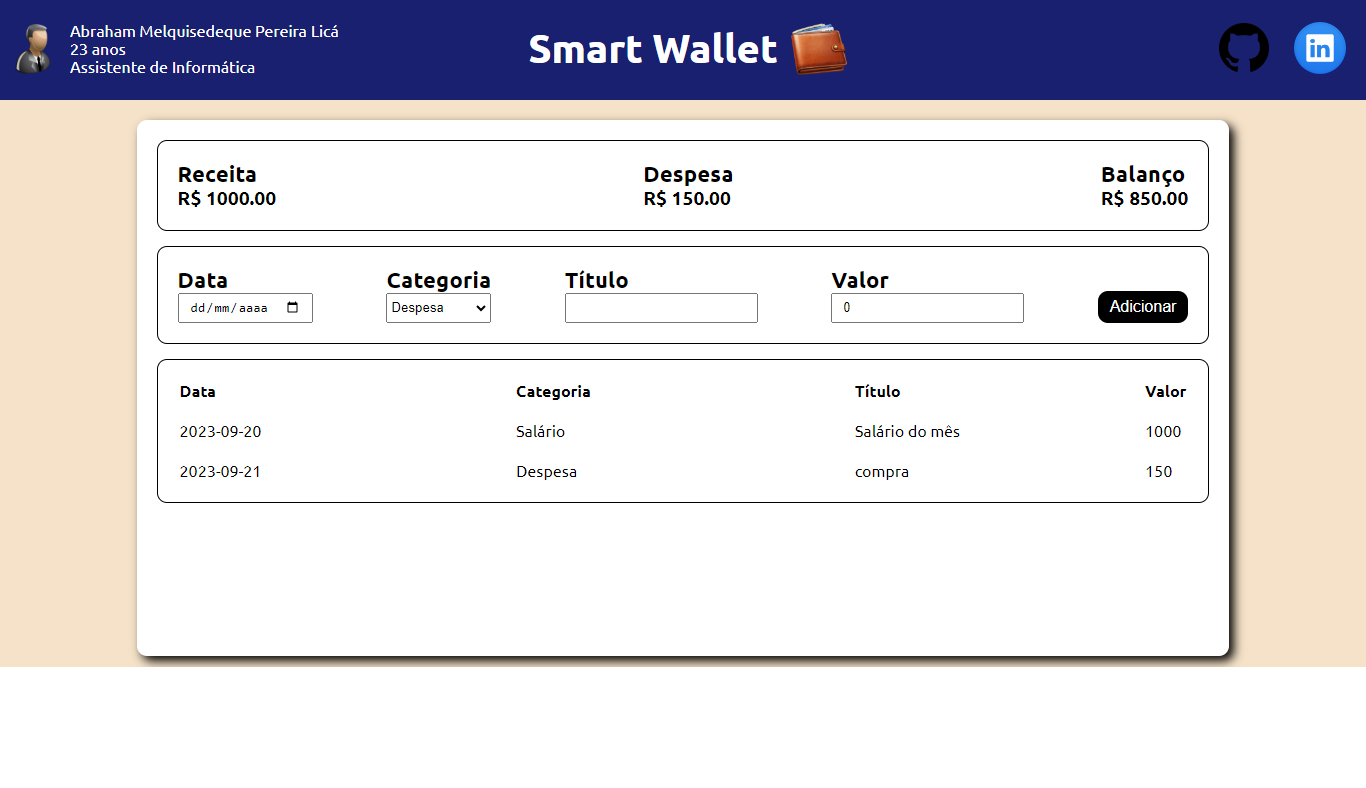 Abraham Melquisedeque Pereira Licá
23 anos
Assistente de Informática
Smart Wallet
in
Receita Despesa Balanço
R$ 1000.00 R$ 150.00 R$ 850.00
Data Categoria Título Valor
dd/mm/aaaa Despesa 0 Adicionar
Data Categoria Título Valor
2023-09-20 Salário Salário do mês 1000
2023-09-21 Despesa compra 150